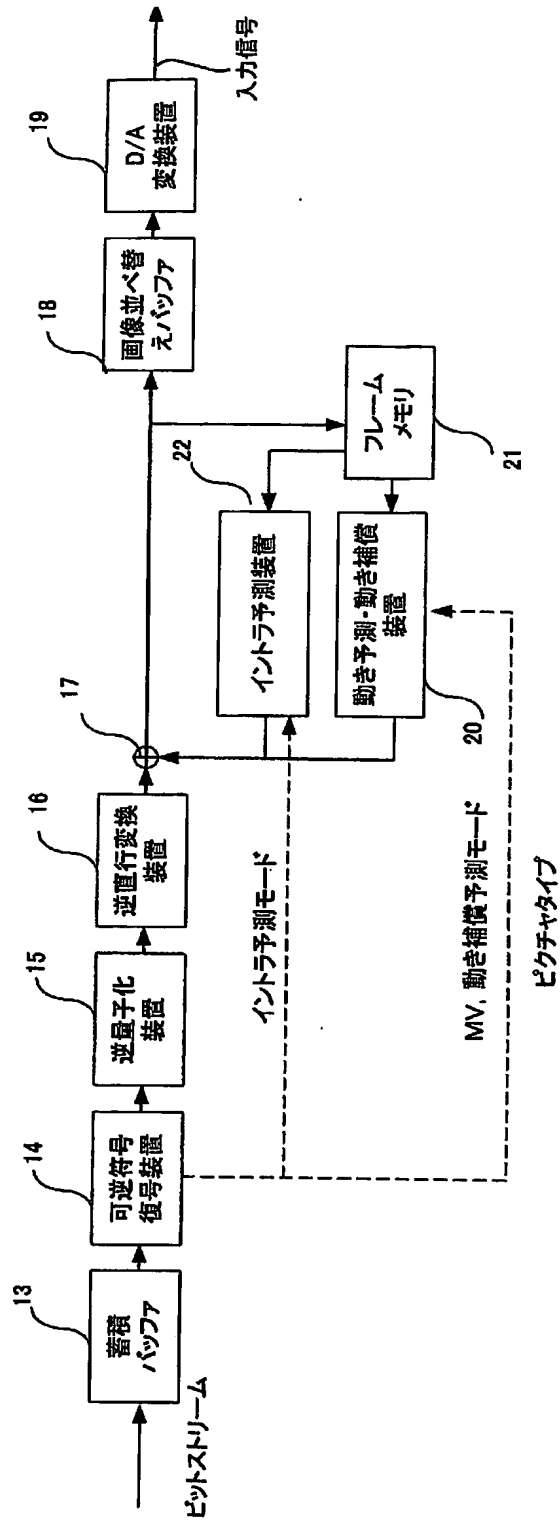 ビットストリーム
13
蓄積
バッファ
14
可逆符号
復号装置
15
逆量子化
装置
16
逆直行変換
装置
17
18
画像並べ替
えバッファ
19
D/A
変換装置
入力信号
イントラ予測モード
22
イントラ予測装置
フレーム
メモリ
21
動き予測・動き補償
装置
20
MV, 動き補償予測モード
ピクチャタイプ